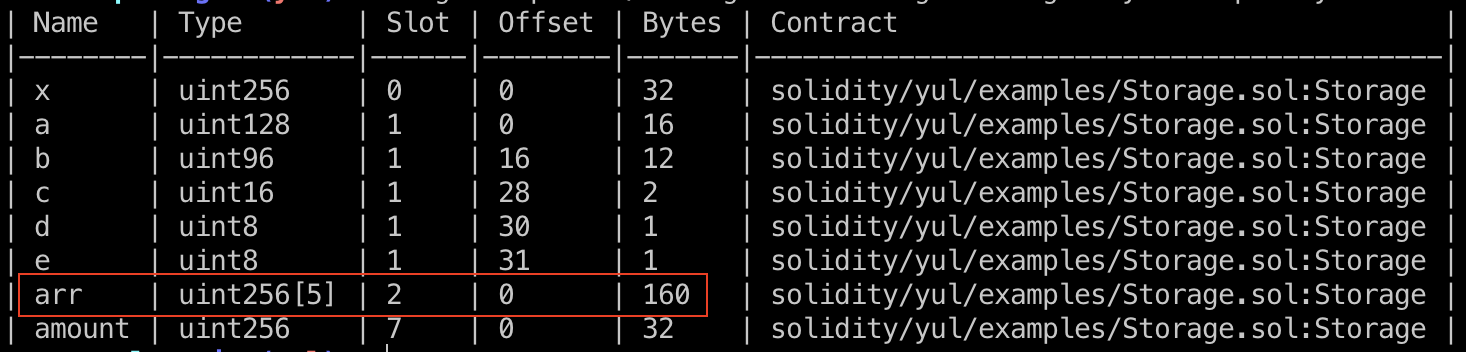 | Name | Type | Slot | Offset | Bytes | Contract |
|--------|------------|------|--------|-------|-------------------------------------------|
| x | uint256 | 0 | 0 | 32 | solidity/yul/examples/Storage.sol:Storage |
| a | uint128 | 1 | 0 | 16 | solidity/yul/examples/Storage.sol:Storage |
| b | uint96 | 1 | 16 | 12 | solidity/yul/examples/Storage.sol:Storage |
| c | uint16 | 1 | 28 | 2 | solidity/yul/examples/Storage.sol:Storage |
| d | uint8 | 1 | 30 | 1 | solidity/yul/examples/Storage.sol:Storage |
| e | uint8 | 1 | 31 | 1 | solidity/yul/examples/Storage.sol:Storage |
| arr | uint256[5] | 2 | 0 | 160 | solidity/yul/examples/Storage.sol:Storage |
| amount | uint256 | 7 | 0 | 32 | solidity/yul/examples/Storage.sol:Storage |